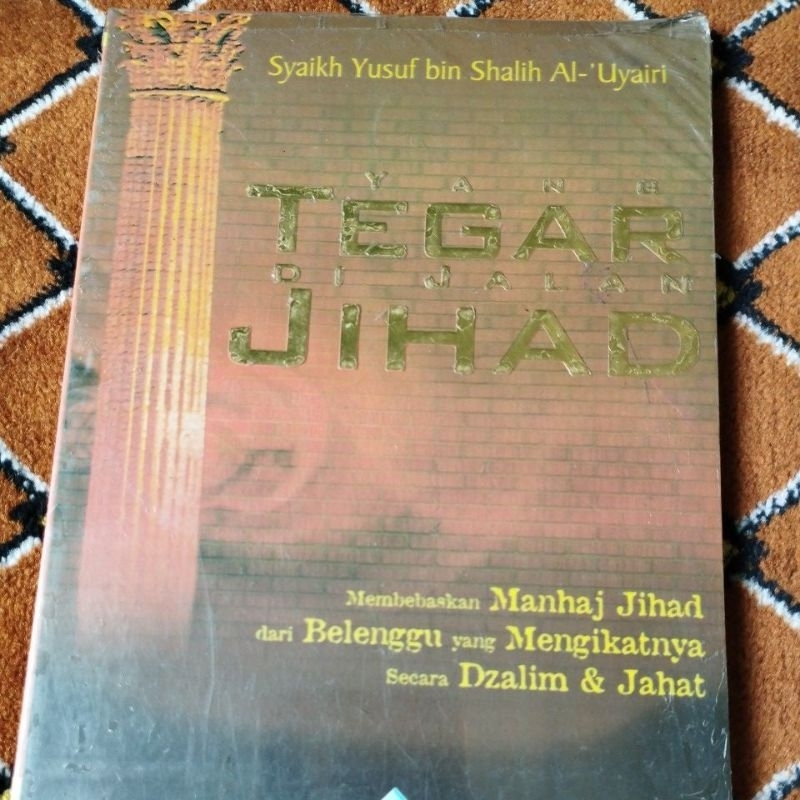 Syaikh Yusuf bin Shalih Al-'Uyairi
YANG
TEGAR
DI JALAN
JIHAD
Membebaskan Manhaj Jihad
dari Belenggu yang Mengikatnya
Secara Dzalim & Jahat